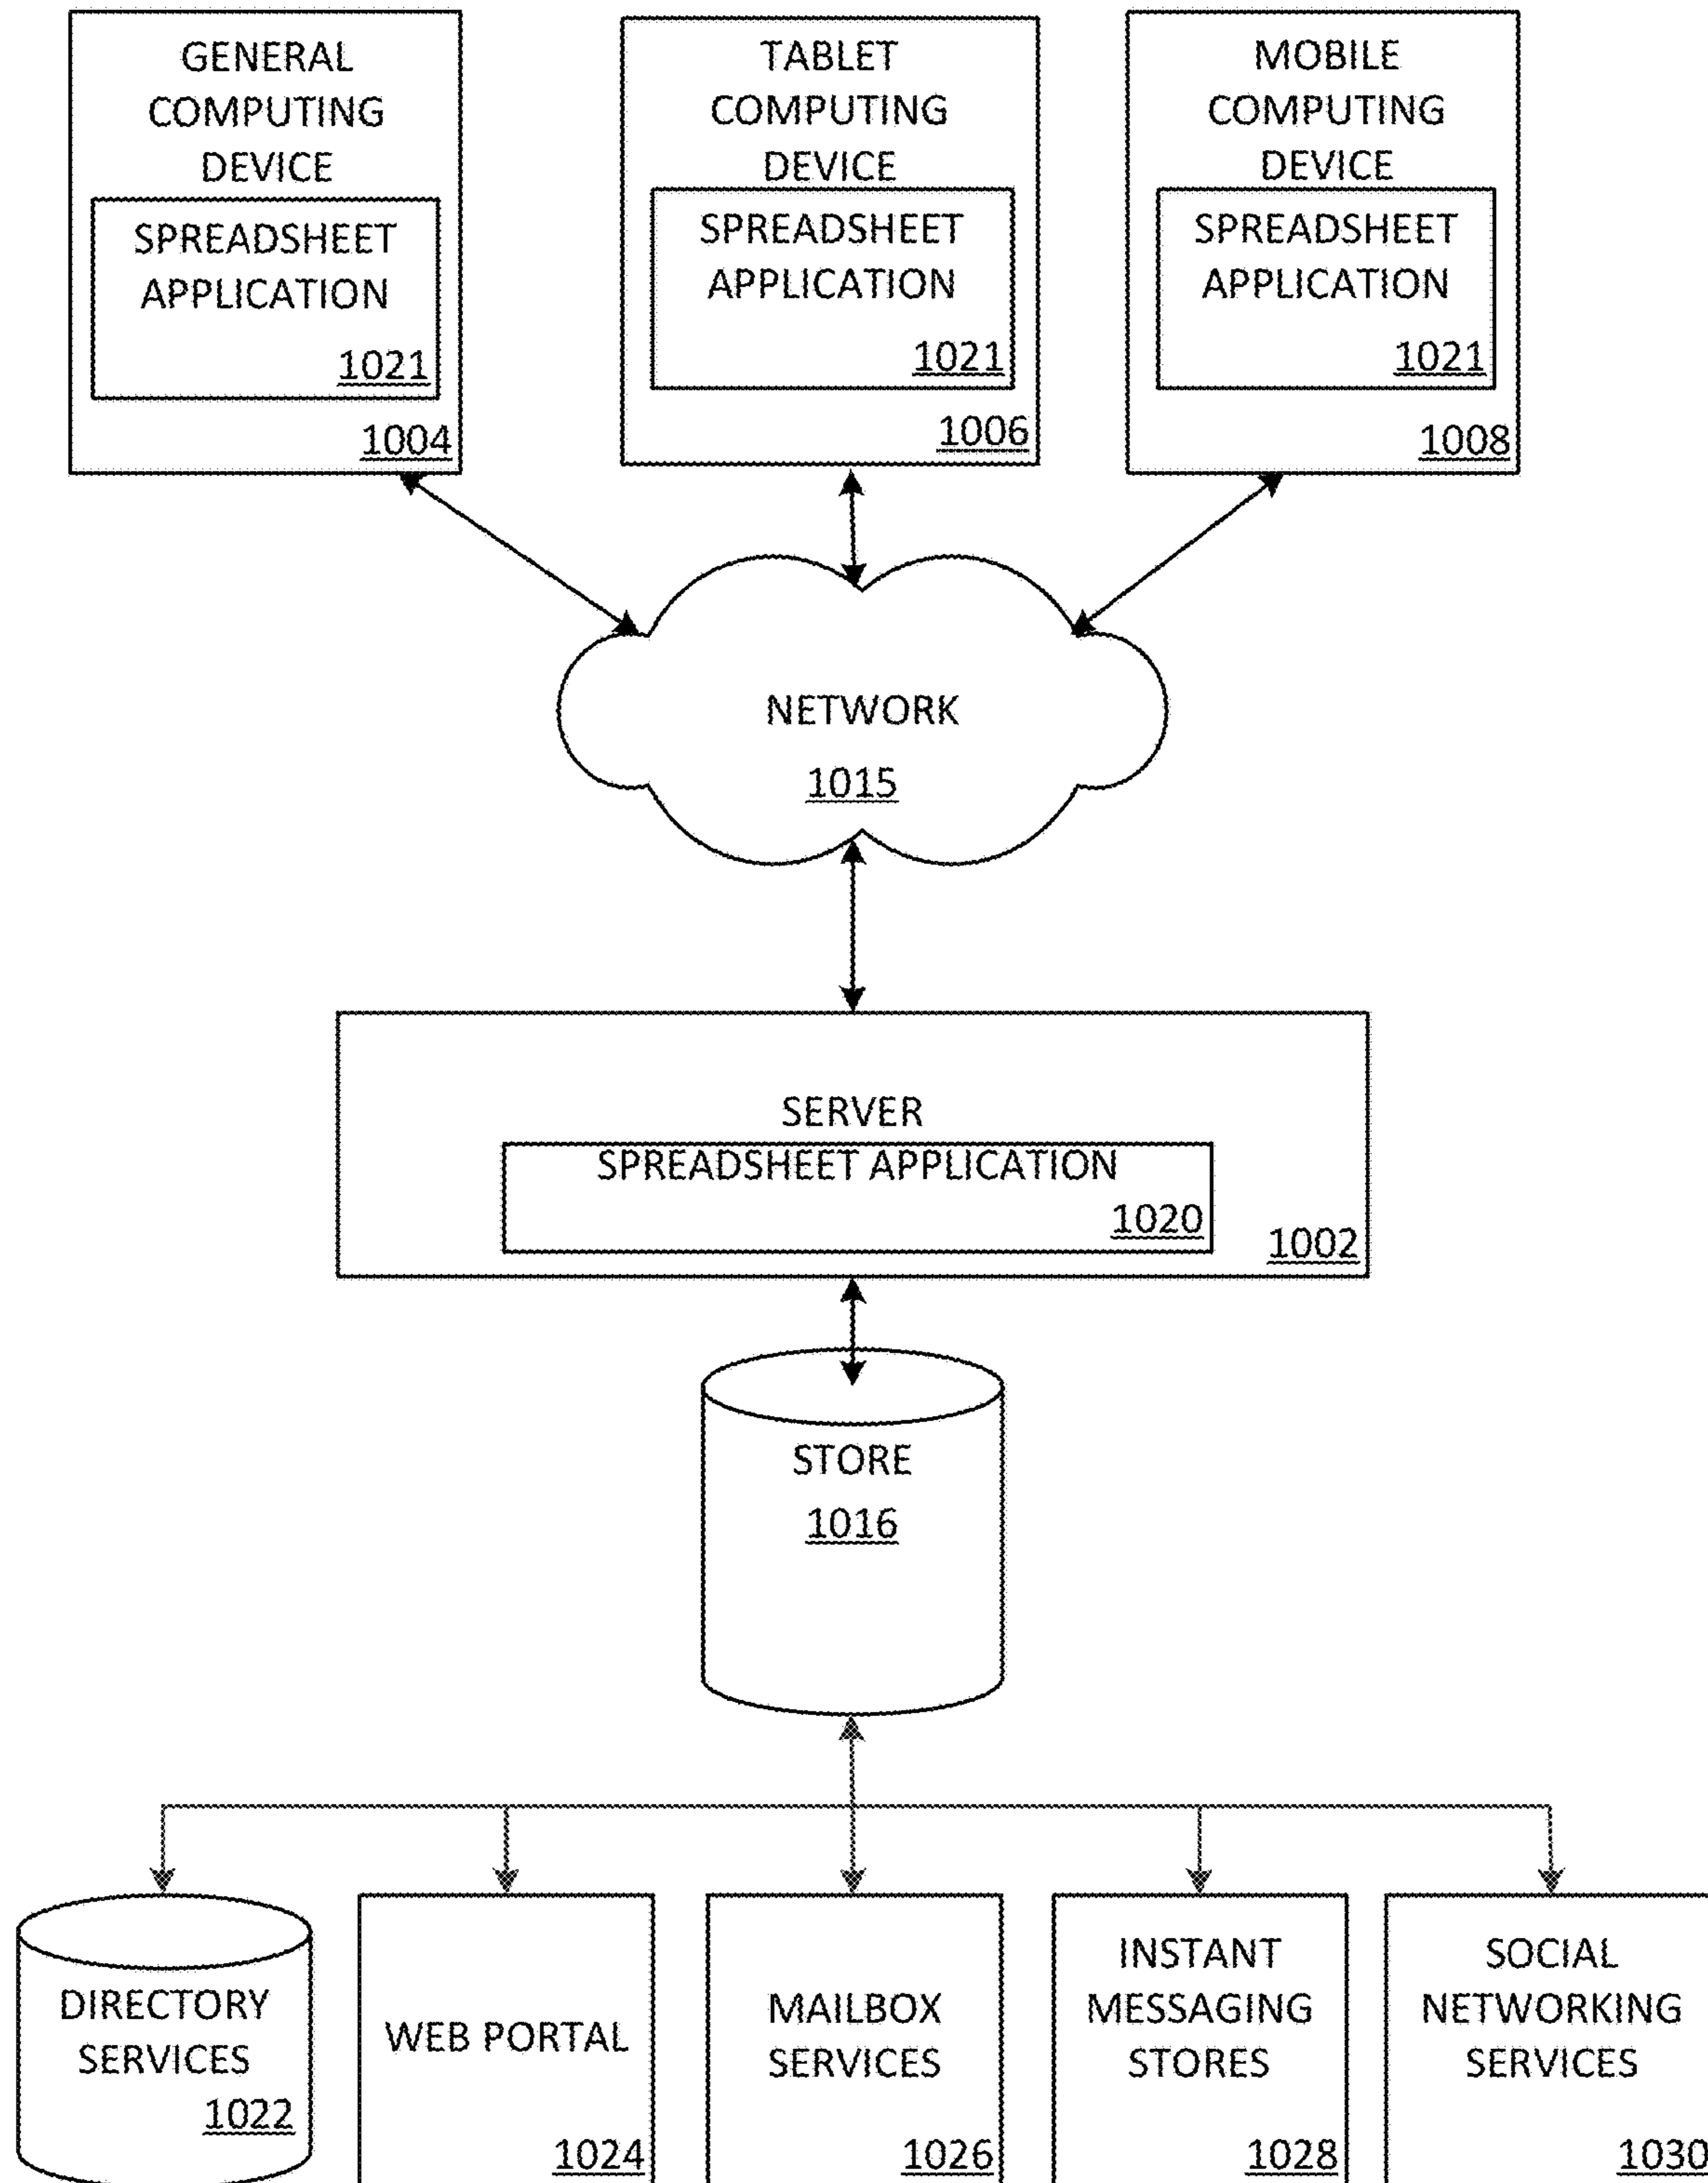 GENERAL
COMPUTING
DEVICE
SPREADSHEET
APPLICATION
1021
1004
TABLET
COMPUTING
DEVICE
SPREADSHEET
APPLICATION
1021
1006
MOBILE
COMPUTING
DEVICE
SPREADSHEET
APPLICATION
1021
1008
NETWORK
1015
SERVER
SPREADSHEET APPLICATION
1020
1002
STORE
1016
DIRECTORY
SERVICES
1022
WEB PORTAL
1024
MAILBOX
SERVICES
1026
INSTANT
MESSAGING
STORES
1028
SOCIAL
NETWORKING
SERVICES
1030